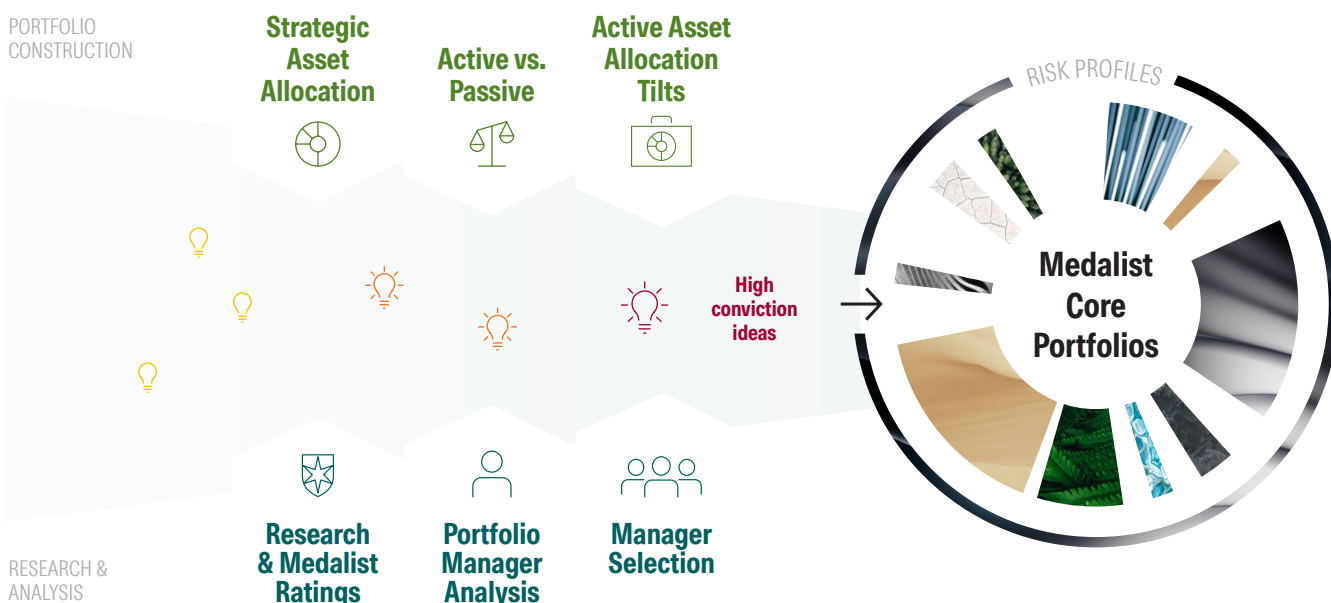 PORTFOLIO
CONSTRUCTION
Strategic
Asset
Allocation
Active vs.
Passive
Active Asset
Allocation
Tilts
RISK PROFILES
High
conviction
ideas
Medalist
Core
Portfolios
Research
& Medalist
Ratings
Portfolio
Manager
Analysis
Manager
Selection
RESEARCH &
ANALYSIS